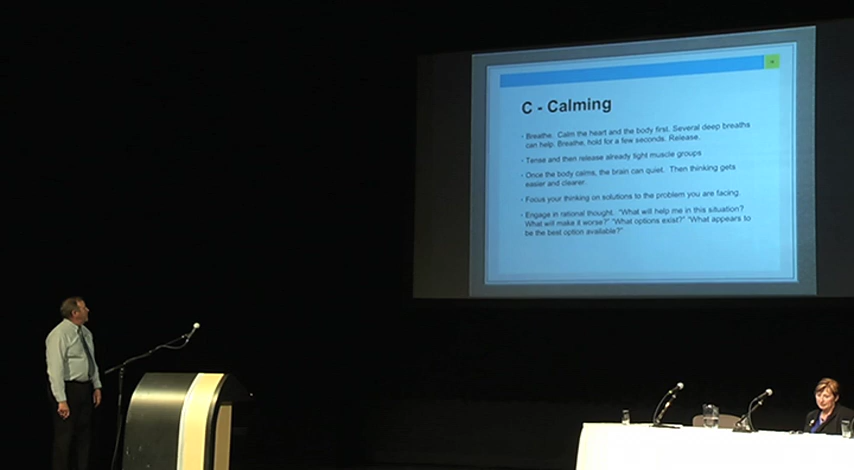 C - Calming
• Breathe. Calm the heart and the body first. Several deep breaths
can help. Breathe, hold for a few seconds. Release.
• Tense and then release already tight muscle groups
• Once the body calms, the brain can quiet. Then thinking gets
easier and clearer.
• Focus your thinking on solutions to the problem you are facing.
• Engage in rational thought. "What will help me in this situation?
What will make it worse?" "What options exist?" "What appears to
be the best option available?"